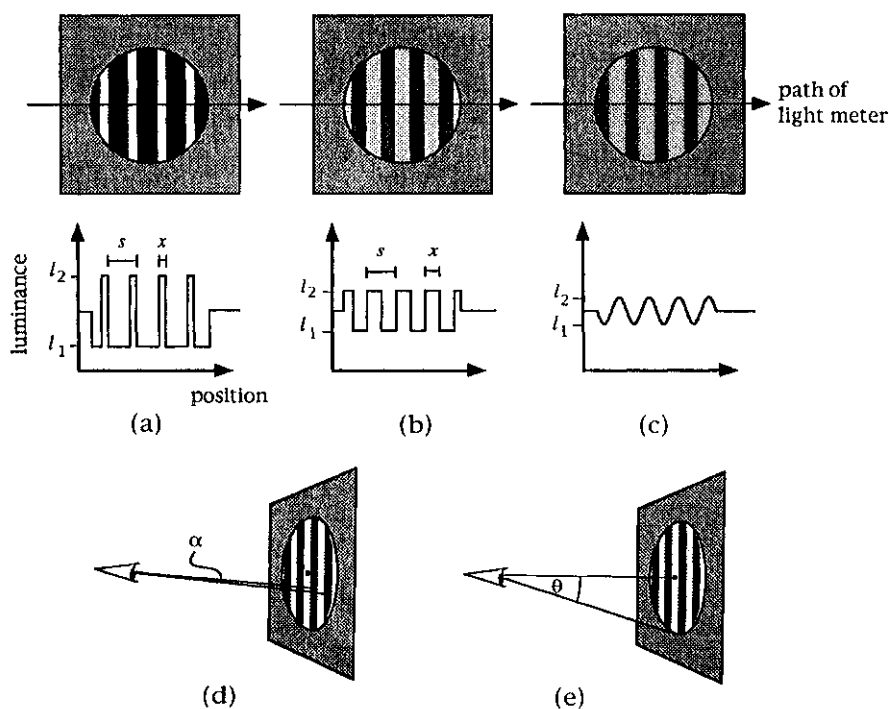 path of
light meter
luminance
l₂
l₁
s
x
position
(a)
l₂
l₁
s
x
(b)
l₂
l₁
(c)
α
(d)
θ
(e)